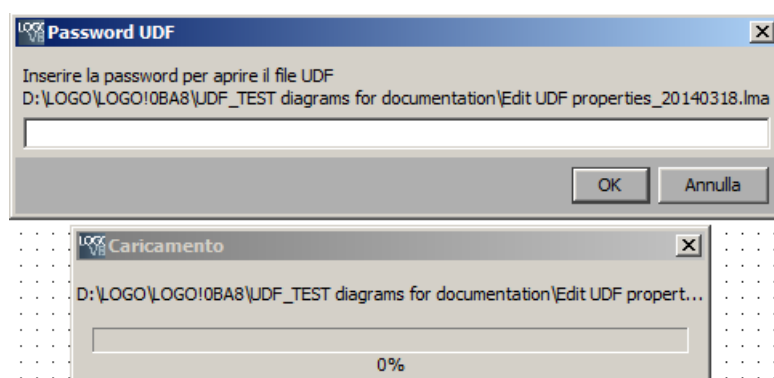 Password UDF
Inserire la password per aprire il file UDF
D:\LOGO\LOGO!0BA8\UDF_TEST diagrams for documentation\Edit UDF properties_20140318.lma
OK Annulla
Caricamento
D:\LOGO\LOGO!0BA8\UDF_TEST diagrams for documentation\Edit UDF propert...
0%